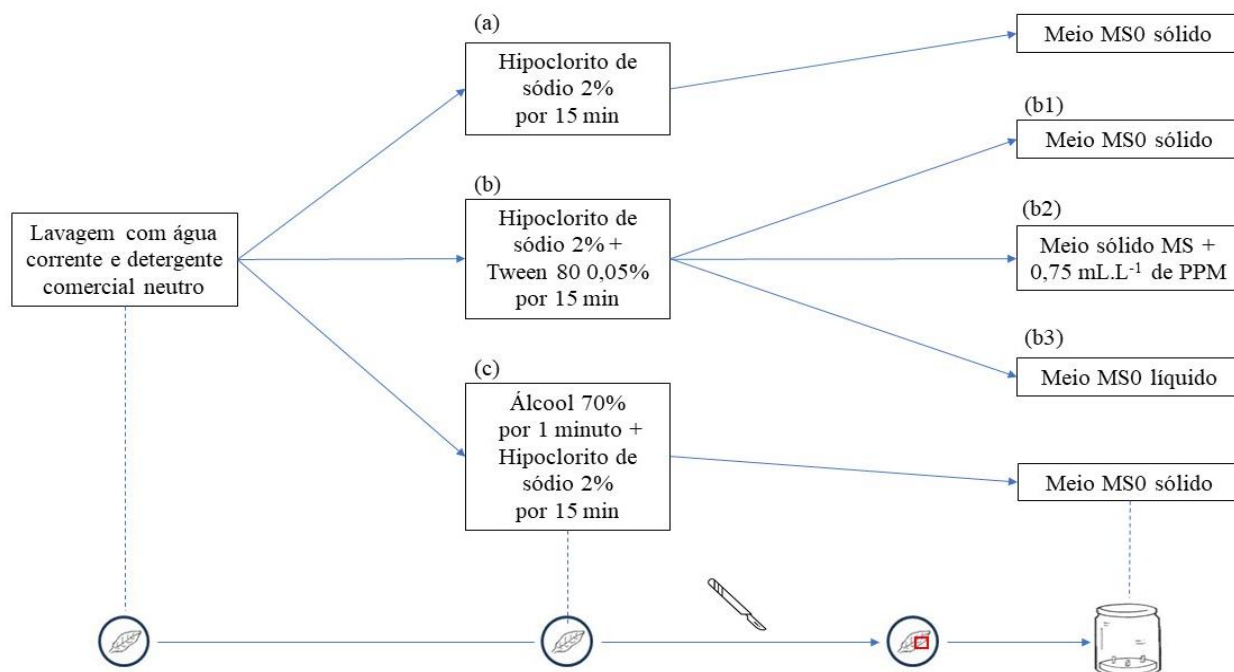 Lavagem com água
corrente e detergente
comercial neutro
(a)
Hipoclorito de
sódio 2%
por 15 min
(b)
Hipoclorito de
sódio 2% +
Tween 80 0,05%
por 15 min
(c)
Álcool 70%
por 1 minuto +
Hipoclorito de
sódio 2%
por 15 min
Meio MS0 sólido
(b1)
Meio MS0 sólido
(b2)
Meio sólido MS +
0,75 mL.L⁻¹ de PPM
(b3)
Meio MS0 líquido
Meio MS0 sólido